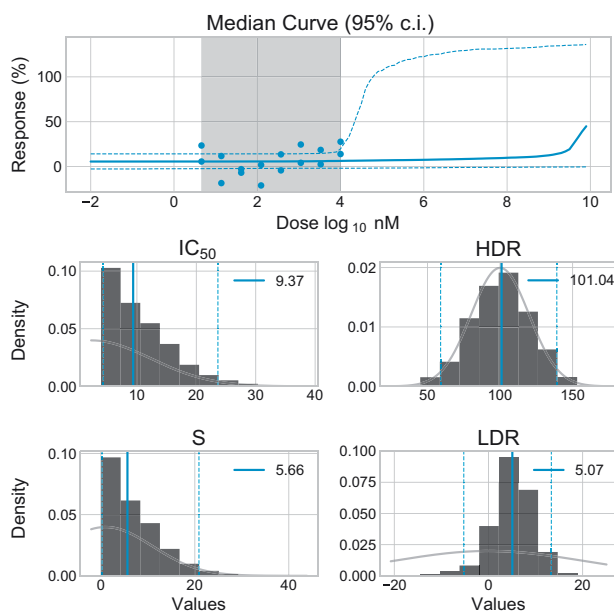 Median Curve (95% c.i.)
Response (%)
100
50
0
−2 0 2 4 6 8 10
Dose log₁₀ nM
IC₅₀
HDR
Density
0.10
0.05
0.00
9.37
0 10 20 30 40
0.02
0.01
0.00
101.04
50 100 150
S
LDR
Density
0.10
0.05
0.00
5.66
0 20 40
Values
0.100
0.075
0.050
0.025
0.000
5.07
−20 0 20
Values